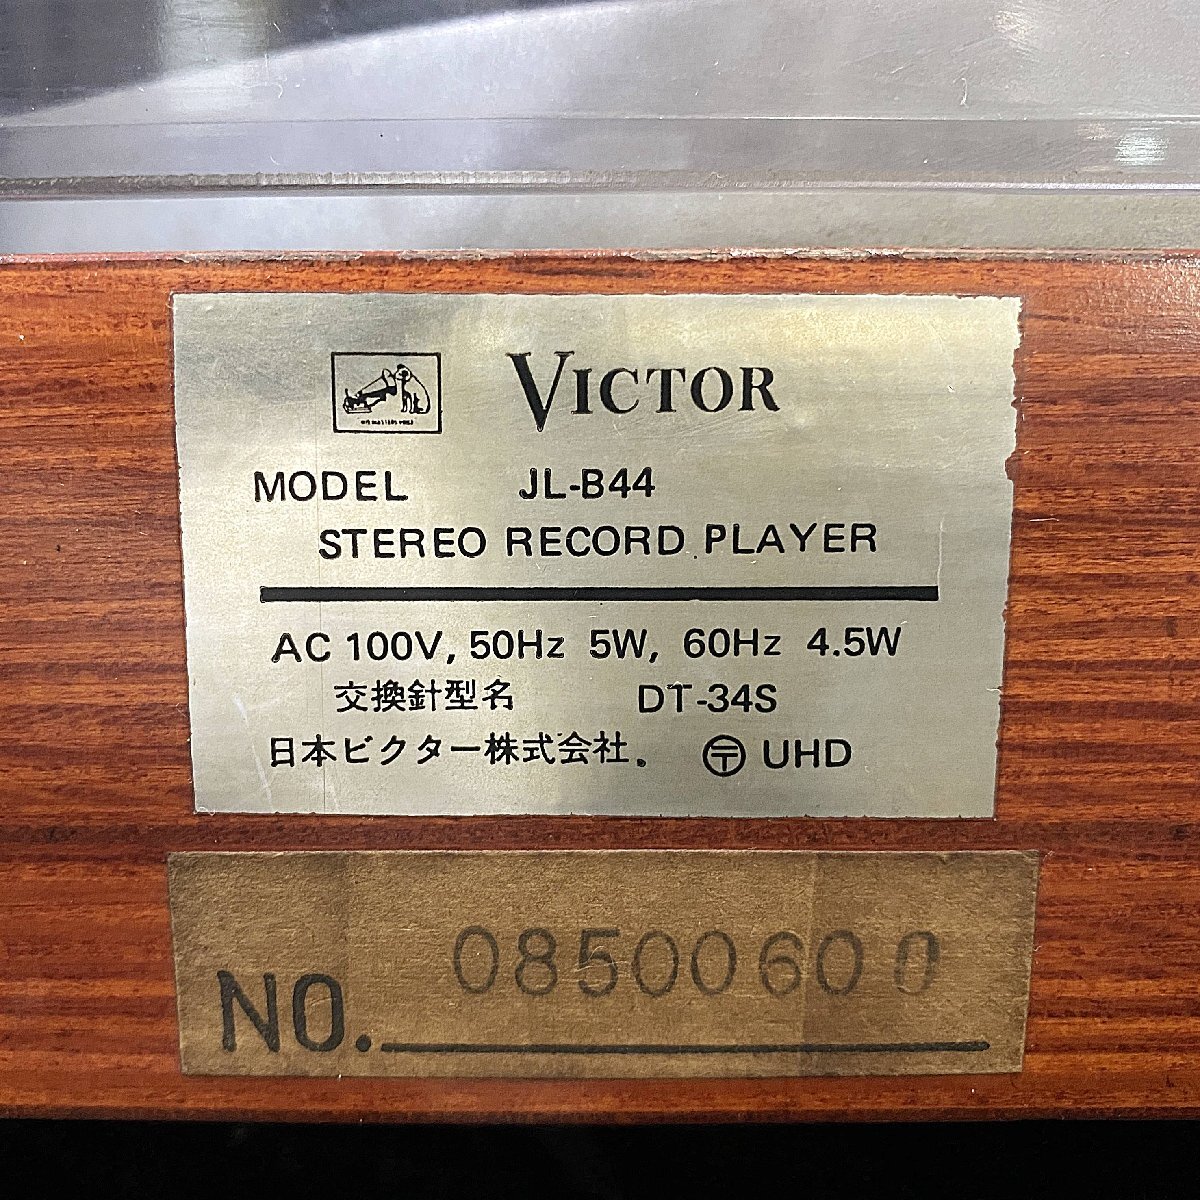 VICTOR
MODEL JL-B44
STEREO RECORD PLAYER
AC 100V, 50Hz 5W, 60Hz 4.5W
交換針型名 DT-34S
日本ビクター株式会社. 〶 UHD
NO. 08500600